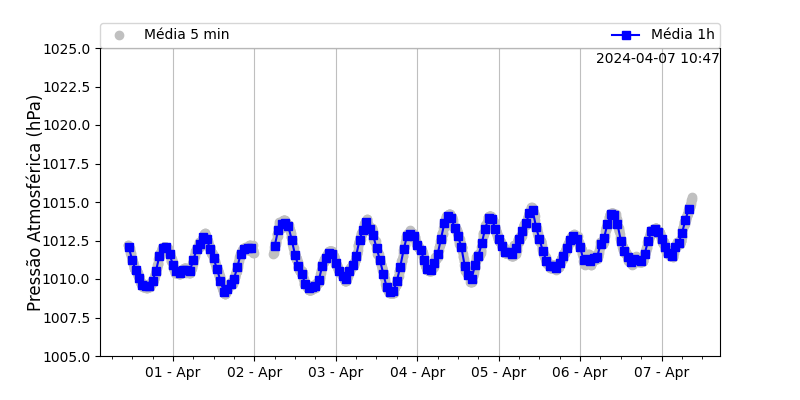 Média 5 min
Média 1h
2024-04-07 10:47
Pressão Atmosférica (hPa)
1025.0
1022.5
1020.0
1017.5
1015.0
1012.5
1010.0
1007.5
1005.0
01 - Apr
02 - Apr
03 - Apr
04 - Apr
05 - Apr
06 - Apr
07 - Apr